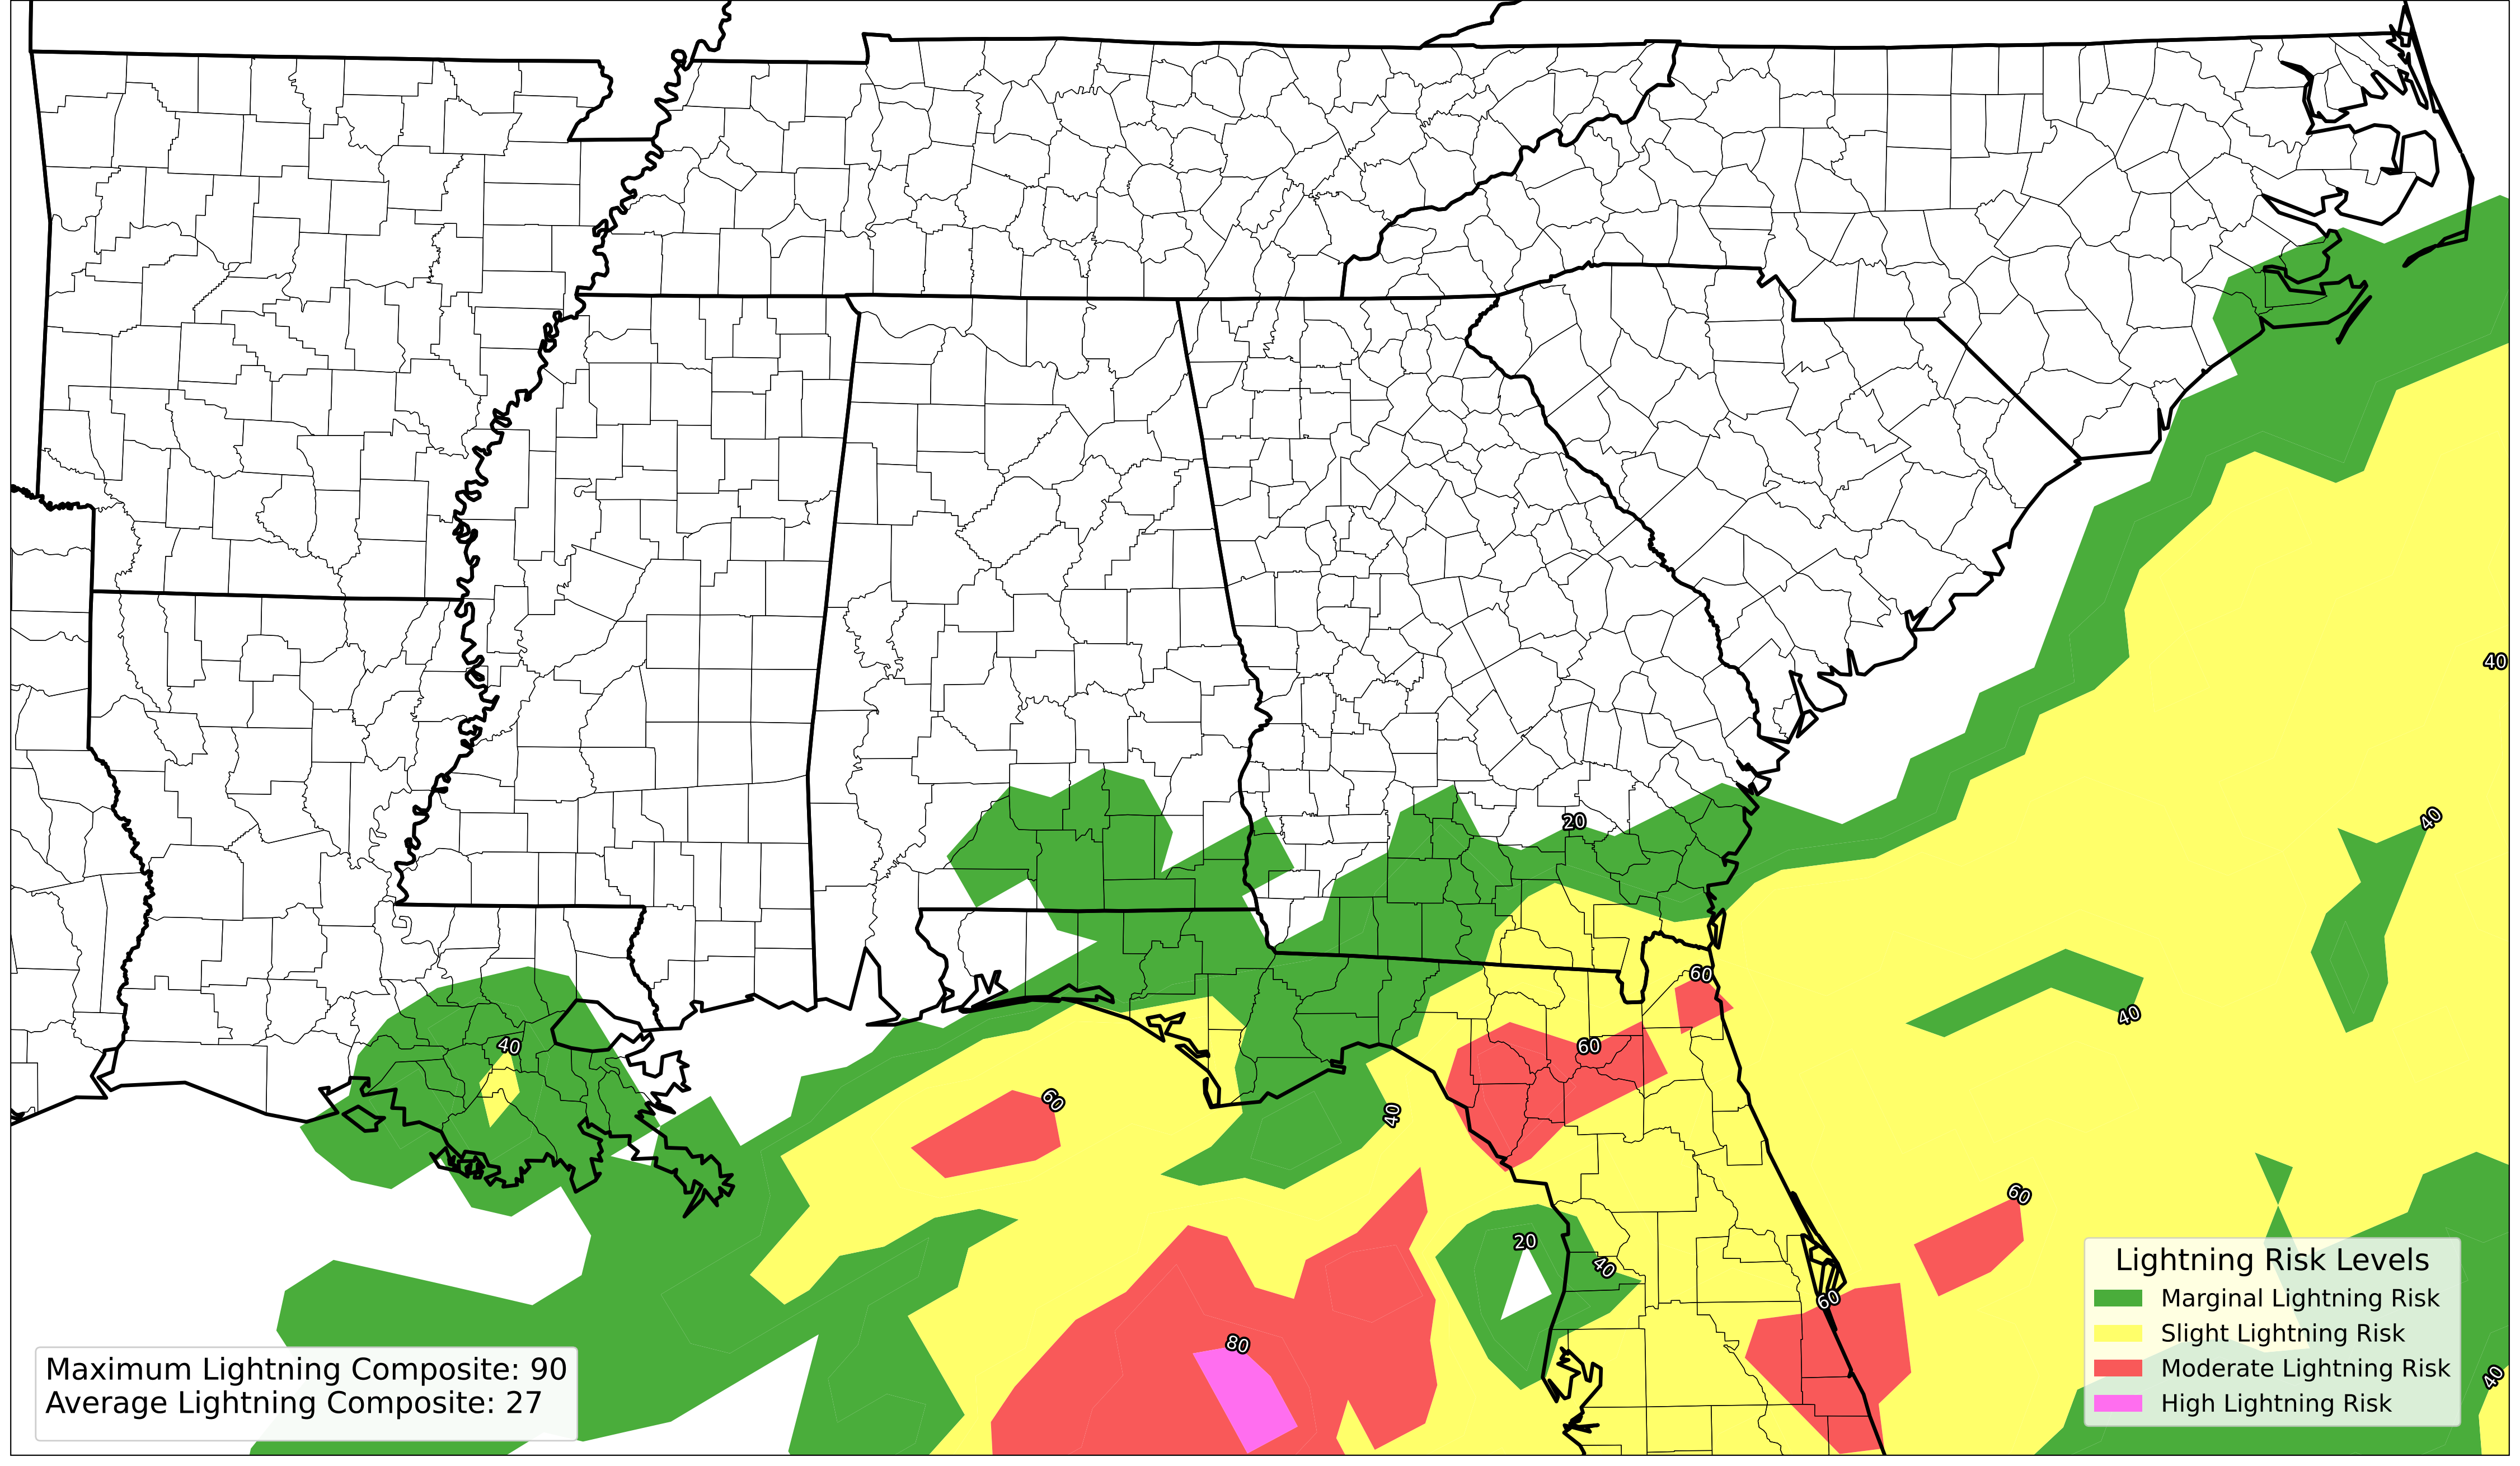 40
20
40
60
60
40
40
60
40
60
20
40
60
80
40
Lightning Risk Levels
Marginal Lightning Risk
Slight Lightning Risk
Moderate Lightning Risk
High Lightning Risk
Maximum Lightning Composite: 90
Average Lightning Composite: 27